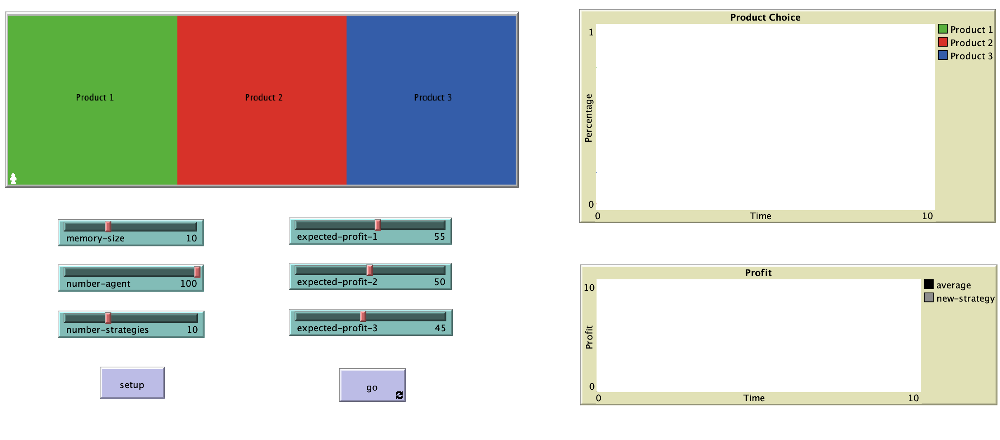 Product 1
Product 2
Product 3
memory-size 10
number-agent 100
number-strategies 10
setup
expected-profit-1 55
expected-profit-2 50
expected-profit-3 45
go
Product Choice
1
Percentage
0
0
Time
10
Product 1
Product 2
Product 3
Profit
10
Profit
0
0
Time
10
average
new-strategy